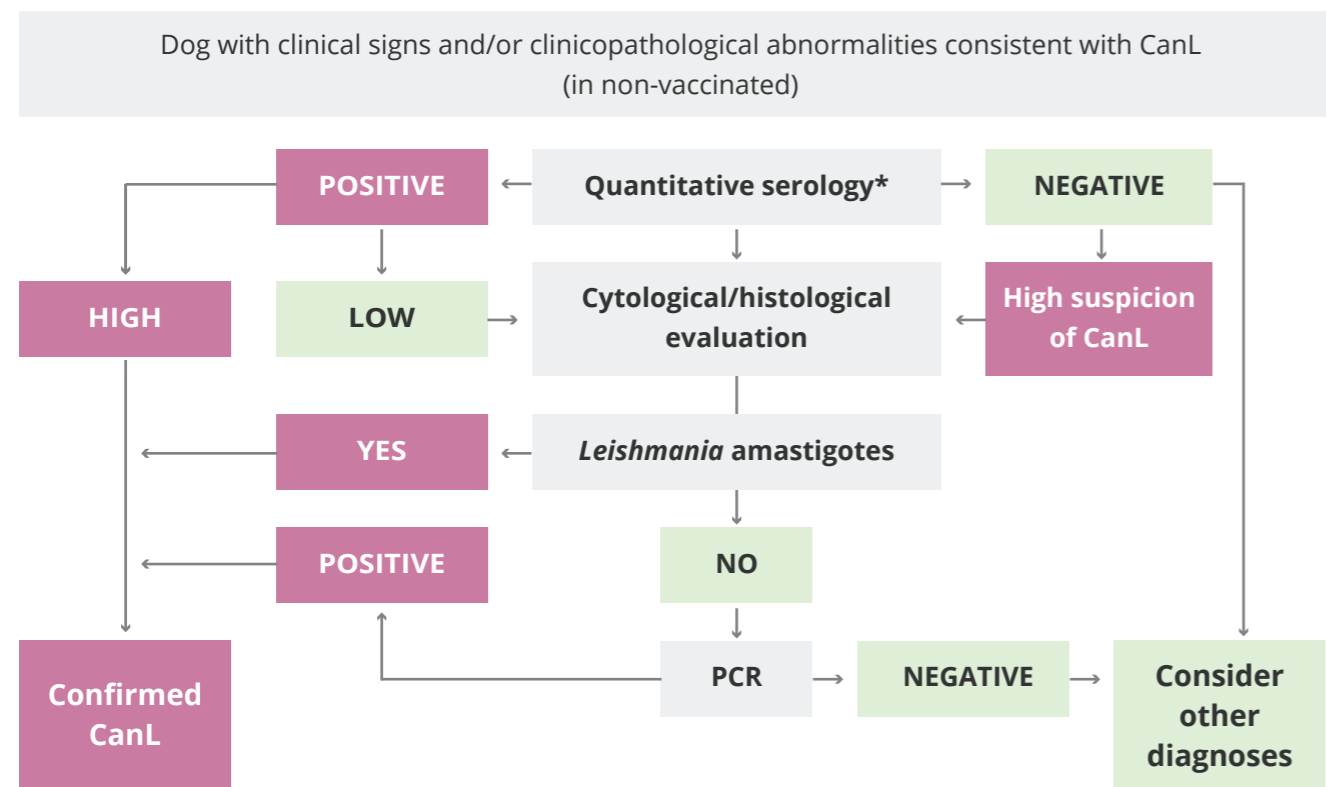 Dog with clinical signs and/or clinicopathological abnormalities consistent with CanL
(in non-vaccinated)
POSITIVE
Quantitative serology*
NEGATIVE
HIGH
LOW
Cytological/histological
evaluation
High suspicion
of CanL
YES
Leishmania amastigotes
POSITIVE
NO
Confirmed
CanL
PCR
NEGATIVE
Consider
other
diagnoses